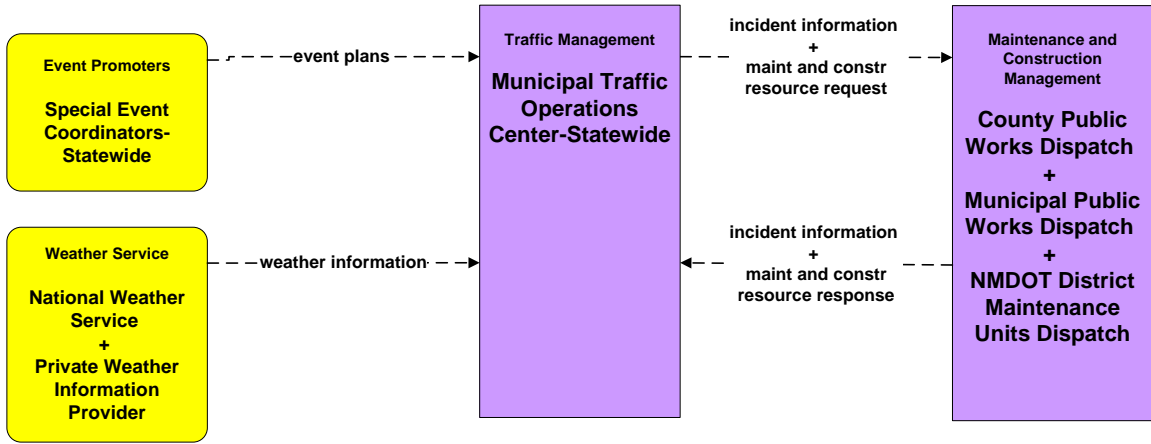 Event Promoters
Special Event
Coordinators-
Statewide
event plans
Traffic Management
Municipal Traffic
Operations
Center-Statewide
incident information
+
maint and constr
resource request
Maintenance and
Construction
Management
County Public
Works Dispatch
+
Municipal Public
Works Dispatch
+
NMDOT District
Maintenance
Units Dispatch
Weather Service
National Weather
Service
+
Private Weather
Information
Provider
weather information
incident information
+
maint and constr
resource response